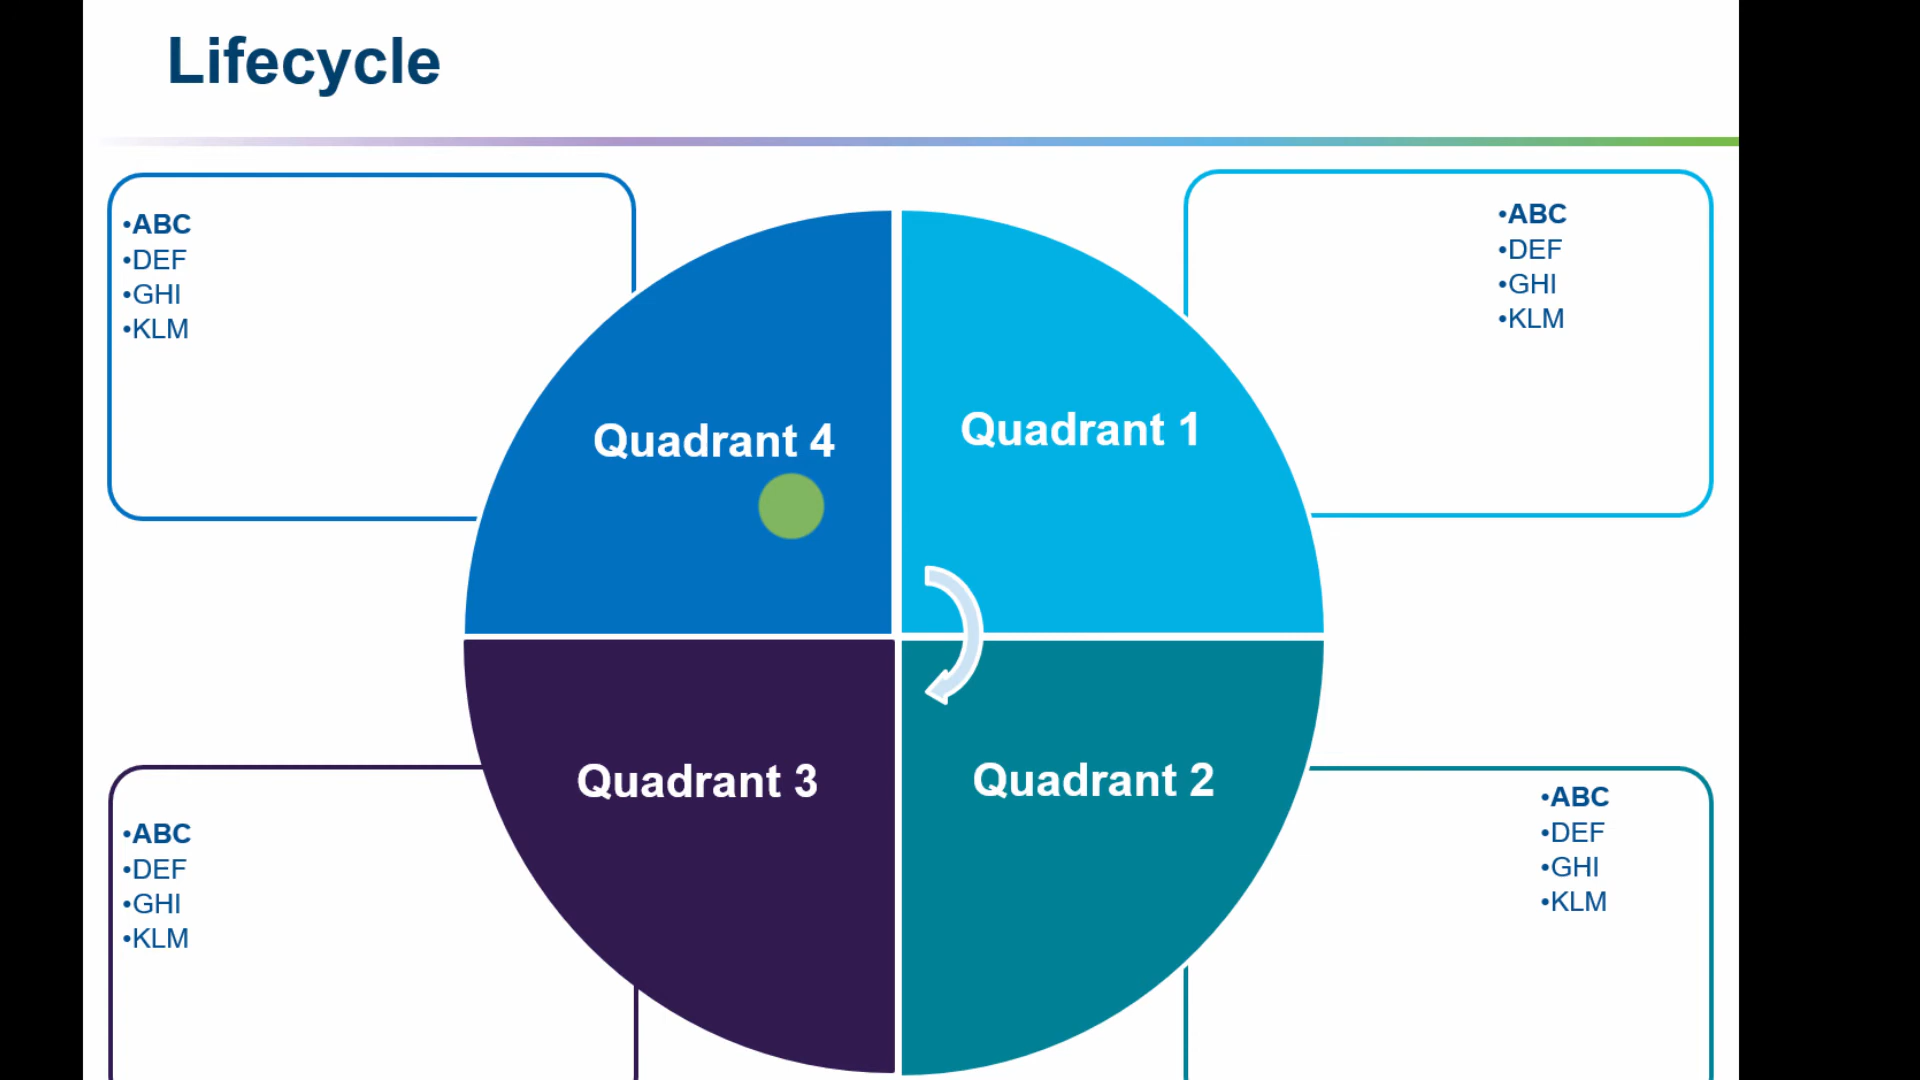 Lifecycle
•ABC
•DEF
•GHI
•KLM
•ABC
•DEF
•GHI
•KLM
Quadrant 4
Quadrant 1
Quadrant 3
Quadrant 2
•ABC
•DEF
•GHI
•KLM
•ABC
•DEF
•GHI
•KLM